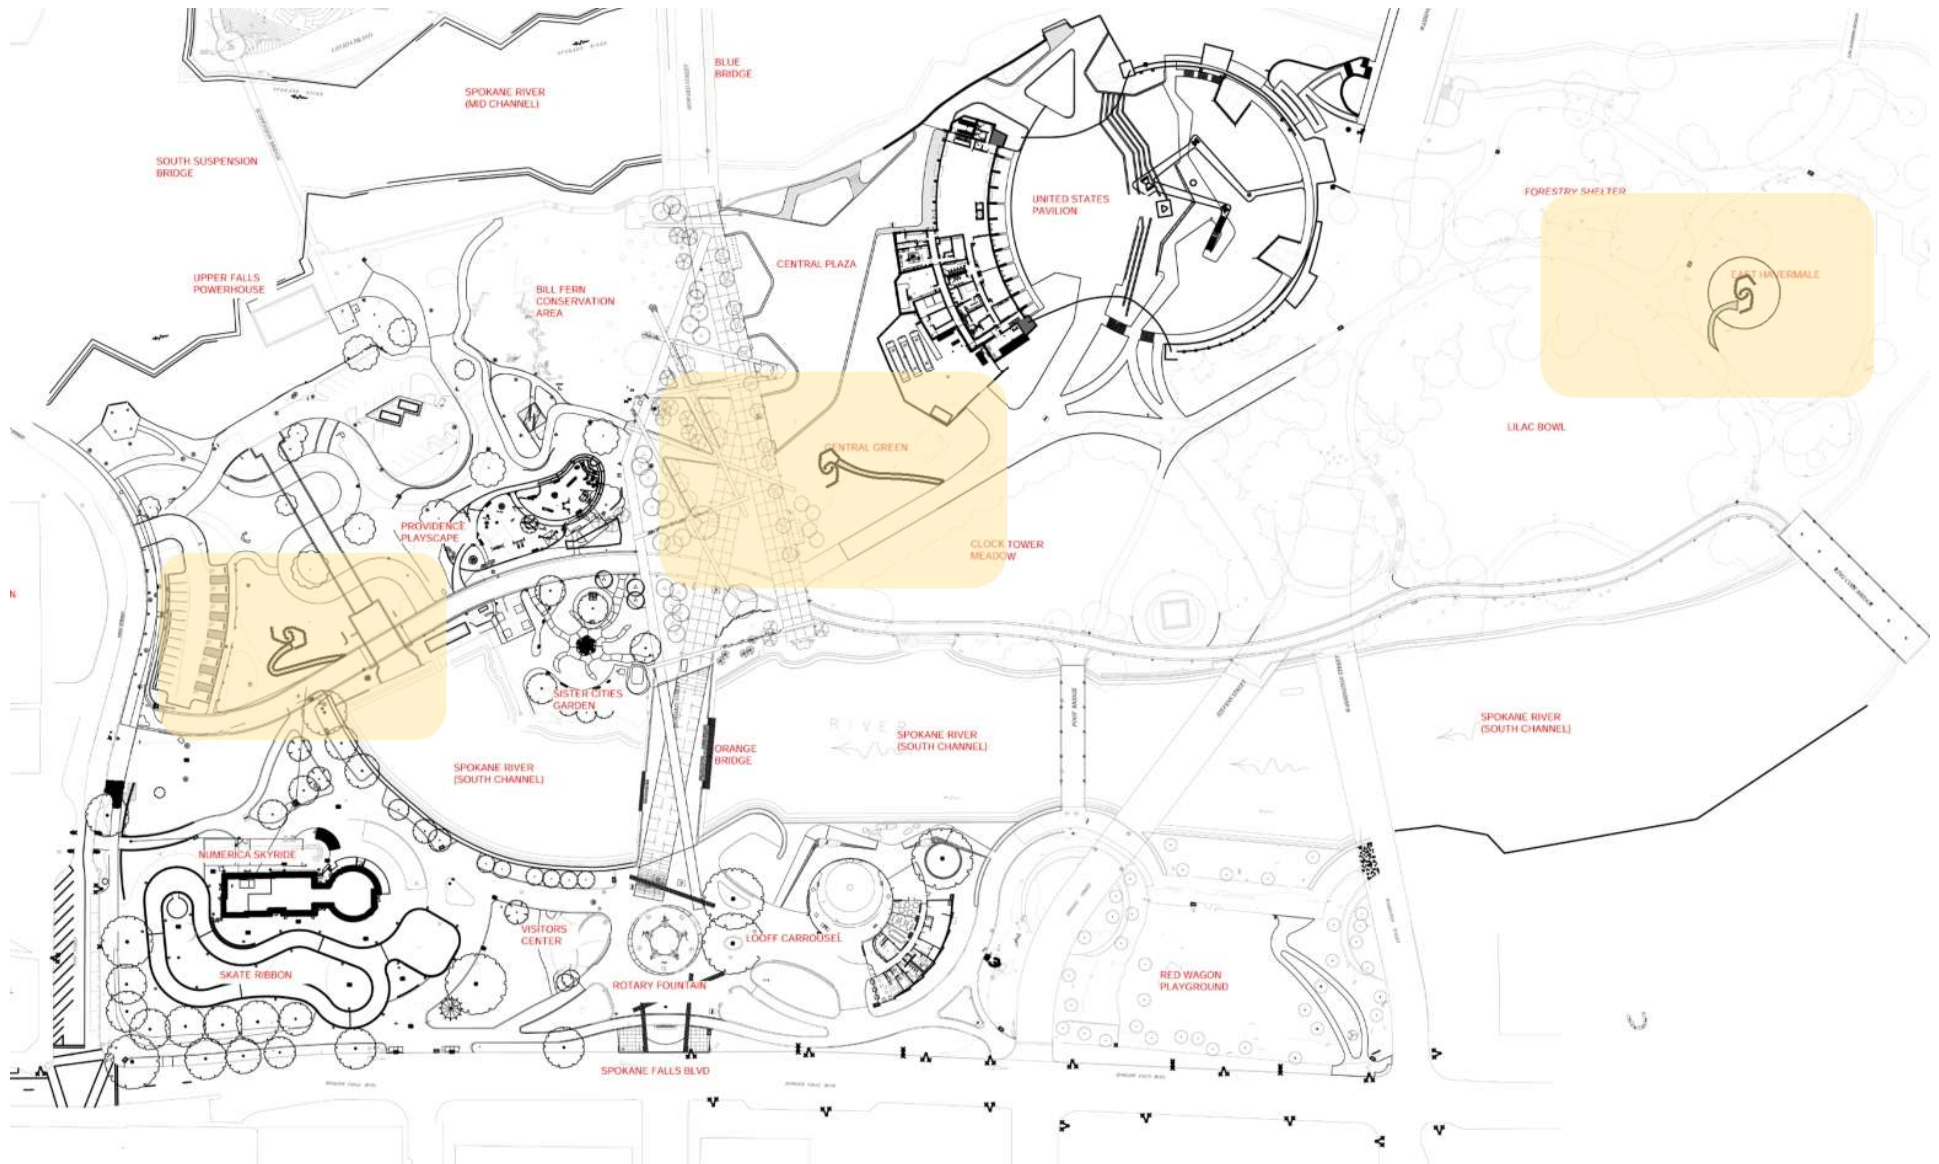 BLUE
BRIDGE
SPOKANE RIVER
(MID CHANNEL)
SOUTH SUSPENSION
BRIDGE
UNITED STATES
PAVILION
FORESTRY SHELTER
CENTRAL PLAZA
UPPER FALLS
POWERHOUSE
EAST HAVERMALE
BILL FERN
CONSERVATION
AREA
LILAC BOWL
CENTRAL GREEN
PROVIDENCE
PLAYSCAPE
CLOCK TOWER
MEADOW
N
SISTER CITIES
GARDEN
RIVER
SPOKANE RIVER
(SOUTH CHANNEL)
SPOKANE RIVER
(SOUTH CHANNEL)
ORANGE
BRIDGE
FOOT BRIDGE
SPOKANE RIVER
(SOUTH CHANNEL)
NUMERICA SKYRIDE
VISITORS
CENTER
LOOFF CARROUSEL
SKATE RIBBON
ROTARY FOUNTAIN
RED WAGON
PLAYGROUND
SPOKANE FALLS BLVD